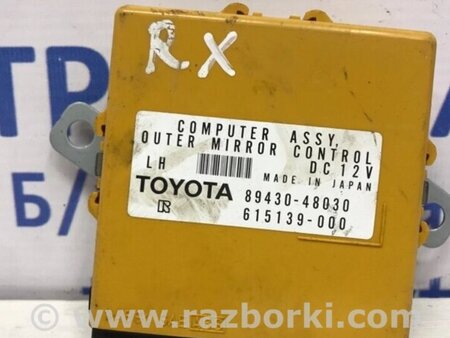 RX
COMPUTER ASSY,
OUTER MIRROR CONTROL
LH DC 12V
MADE IN JAPAN
TOYOTA 89430-48030
615139-000
Б/
www.razborki.com